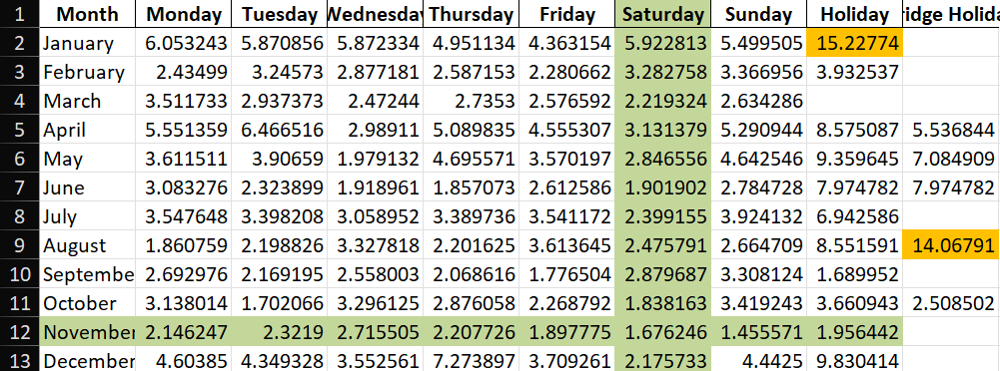 1 Month Monday Tuesday Wednesday Thursday Friday Saturday Sunday Holiday ridge Holida
2 January 6.053243 5.870856 5.872334 4.951134 4.363154 5.922813 5.499505 15.22774
3 February 2.43499 3.24573 2.877181 2.587153 2.280662 3.282758 3.366956 3.932537
4 March 3.511733 2.937373 2.47244 2.7353 2.576592 2.219324 2.634286
5 April 5.551359 6.466516 2.98911 5.089835 4.555307 3.131379 5.290944 8.575087 5.536844
6 May 3.611511 3.90659 1.979132 4.695571 3.570197 2.846556 4.642546 9.359645 7.084909
7 June 3.083276 2.323899 1.918961 1.857073 2.612586 1.901902 2.784728 7.974782 7.974782
8 July 3.547648 3.398208 3.058952 3.389736 3.541172 2.399155 3.924132 6.942586
9 August 1.860759 2.198826 3.327818 2.201625 3.613645 2.475791 2.664709 8.551591 14.06791
10 Septembe 2.692976 2.169195 2.558003 2.068616 1.776504 2.879687 3.308124 1.689952
11 October 3.138014 1.702066 3.296125 2.876058 2.268792 1.838163 3.419243 3.660943 2.508502
12 November 2.146247 2.3219 2.715505 2.207726 1.897775 1.676246 1.455571 1.956442
13 December 4.60385 4.349328 3.552561 7.273897 3.709261 2.175733 4.4425 9.830414